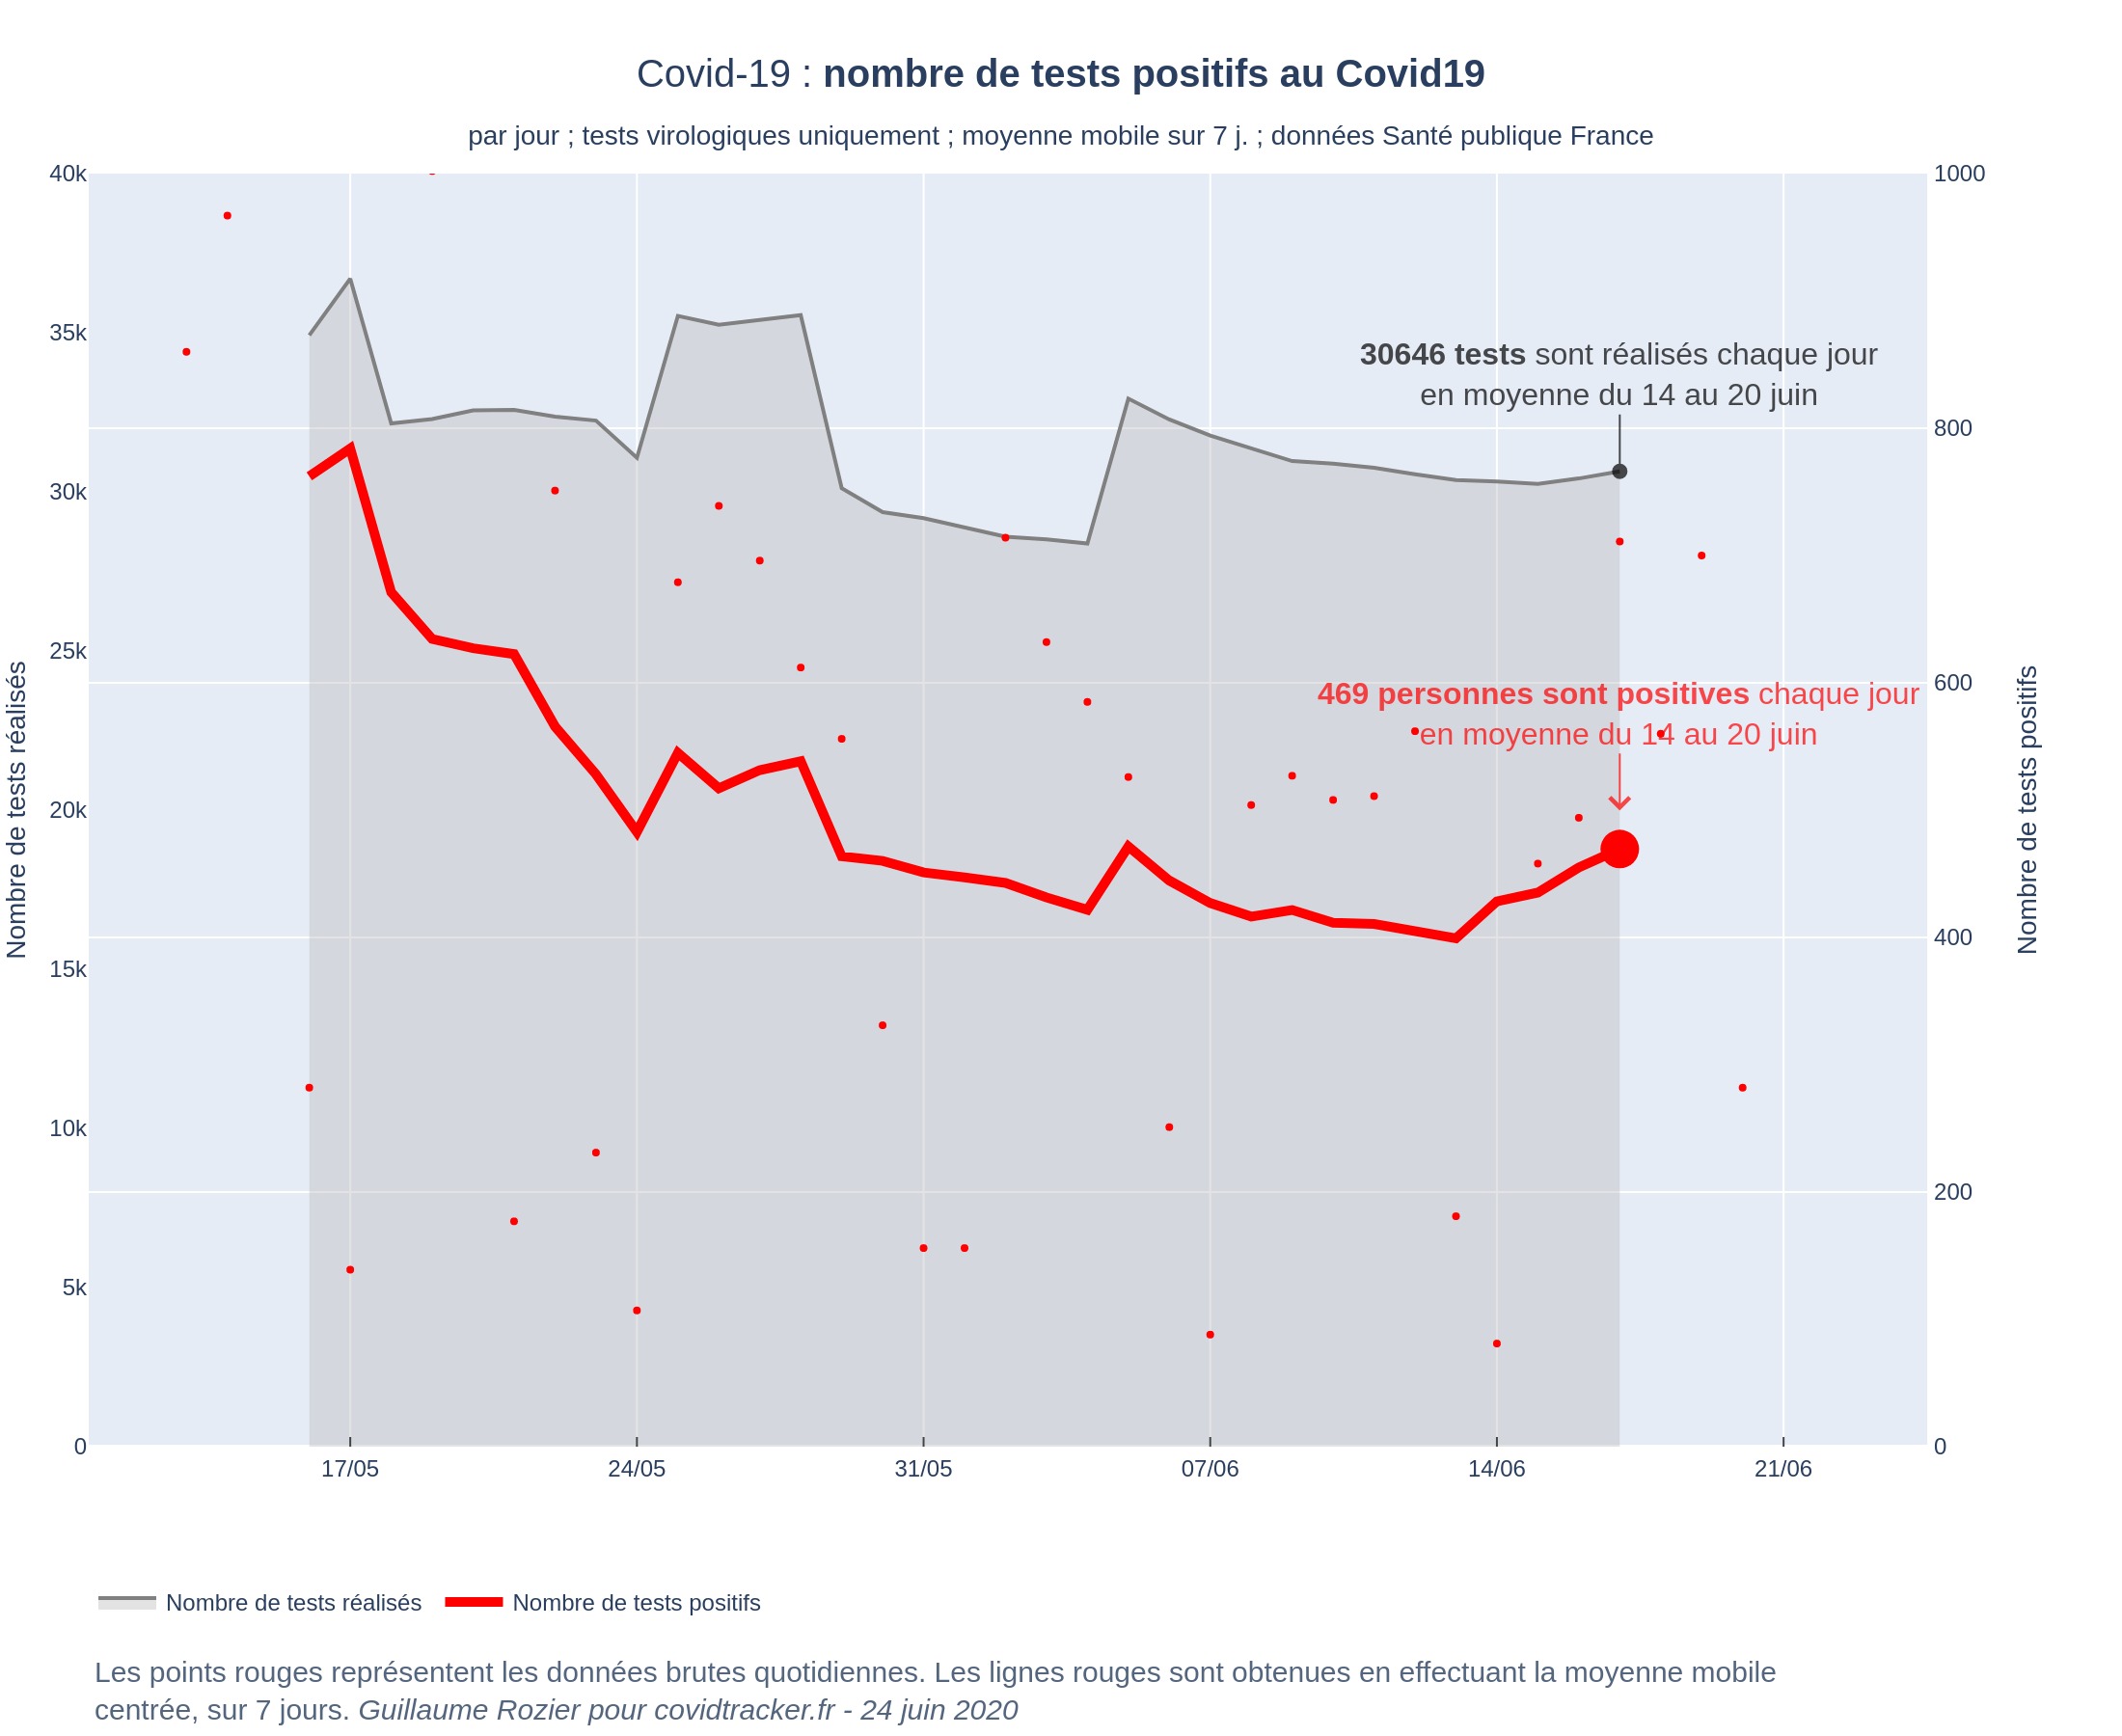 Covid-19 : nombre de tests positifs au Covid19
par jour ; tests virologiques uniquement ; moyenne mobile sur 7 j. ; données Santé publique France
40k
35k
30k
25k
20k
15k
10k
5k
0
Nombre de tests réalisés
1000
800
600
400
200
0
Nombre de tests positifs
30646 tests sont réalisés chaque jour
en moyenne du 14 au 20 juin
469 personnes sont positives chaque jour
en moyenne du 14 au 20 juin
17/05
24/05
31/05
07/06
14/06
21/06
Nombre de tests réalisés
Nombre de tests positifs
Les points rouges représentent les données brutes quotidiennes. Les lignes rouges sont obtenues en effectuant la moyenne mobile
centrée, sur 7 jours. Guillaume Rozier pour covidtracker.fr - 24 juin 2020